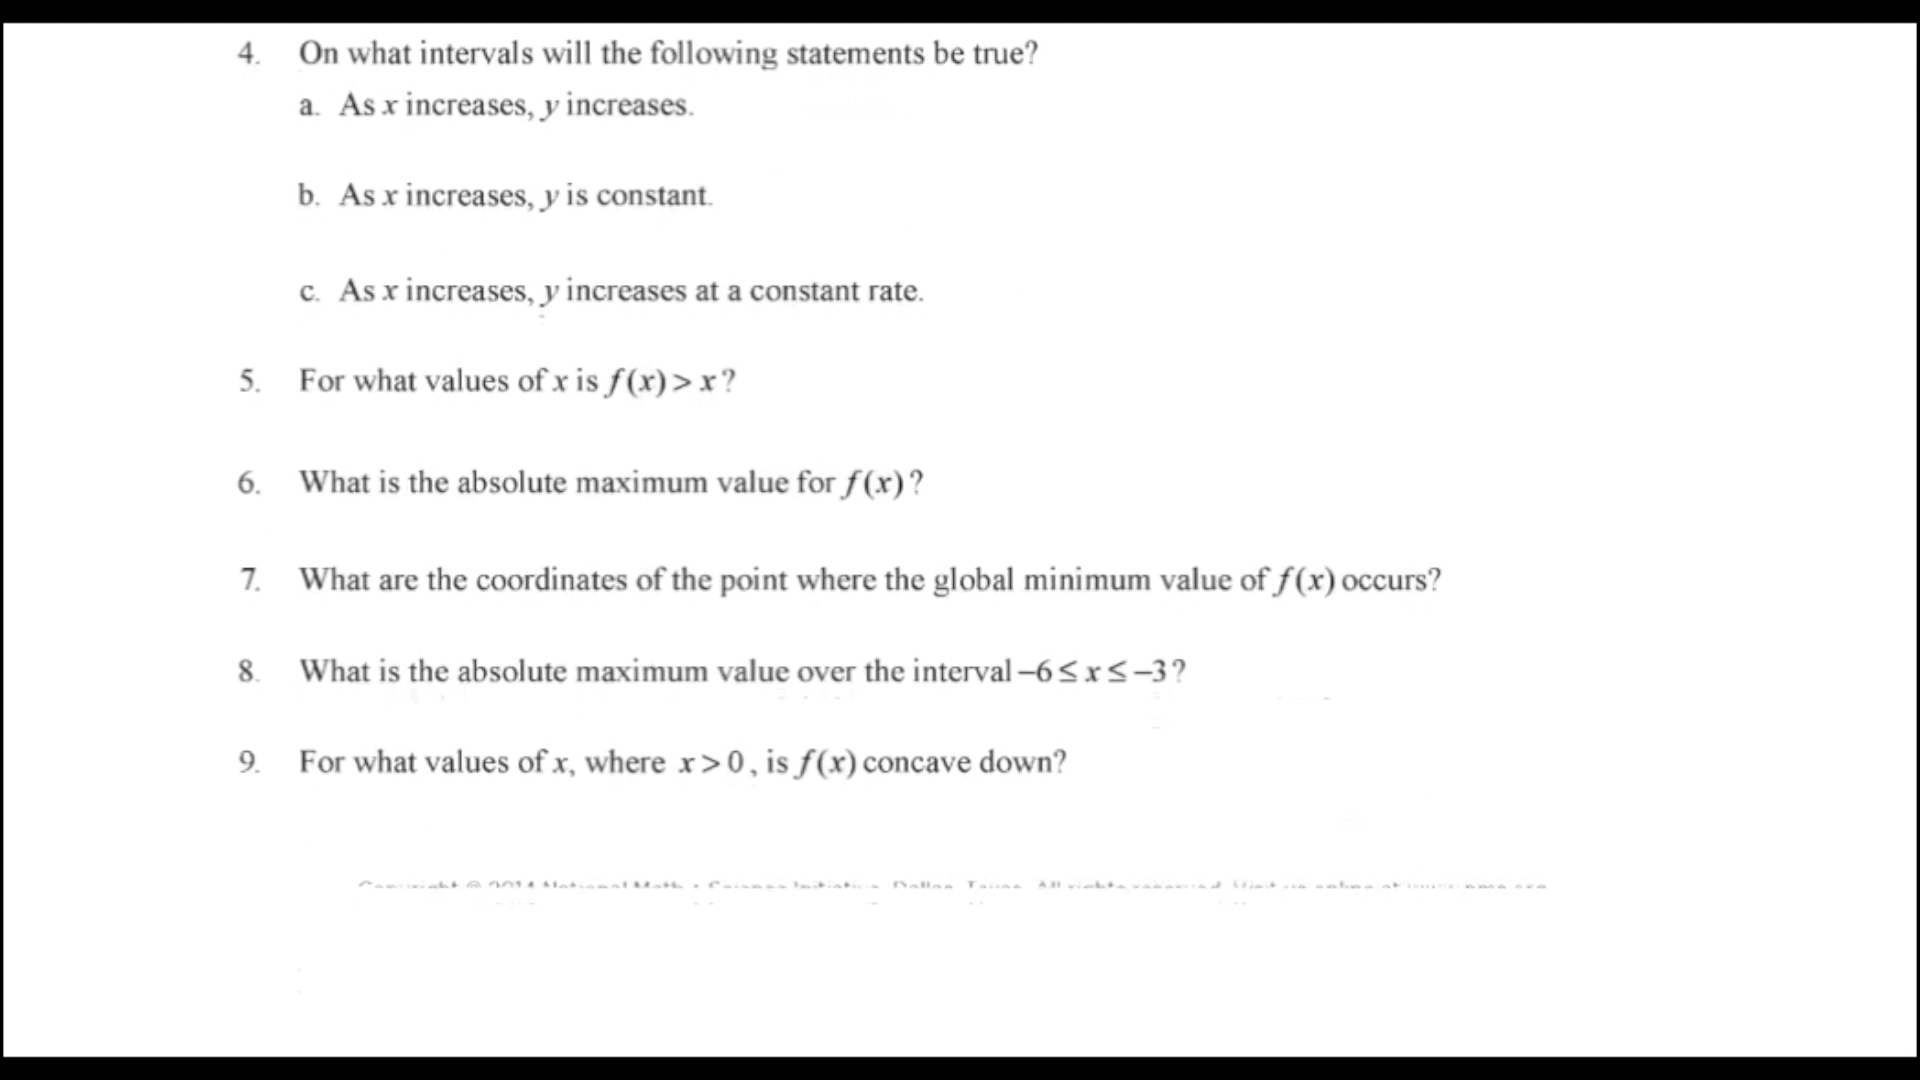 4. On what intervals will the following statements be true?
a. As x increases, y increases.
b. As x increases, y is constant.
c. As x increases, y increases at a constant rate.
5. For what values of x is f(x) > x?
6. What is the absolute maximum value for f(x)?
7. What are the coordinates of the point where the global minimum value of f(x) occurs?
8. What is the absolute maximum value over the interval –6 ≤ x ≤ –3?
9. For what values of x, where x > 0, is f(x) concave down?